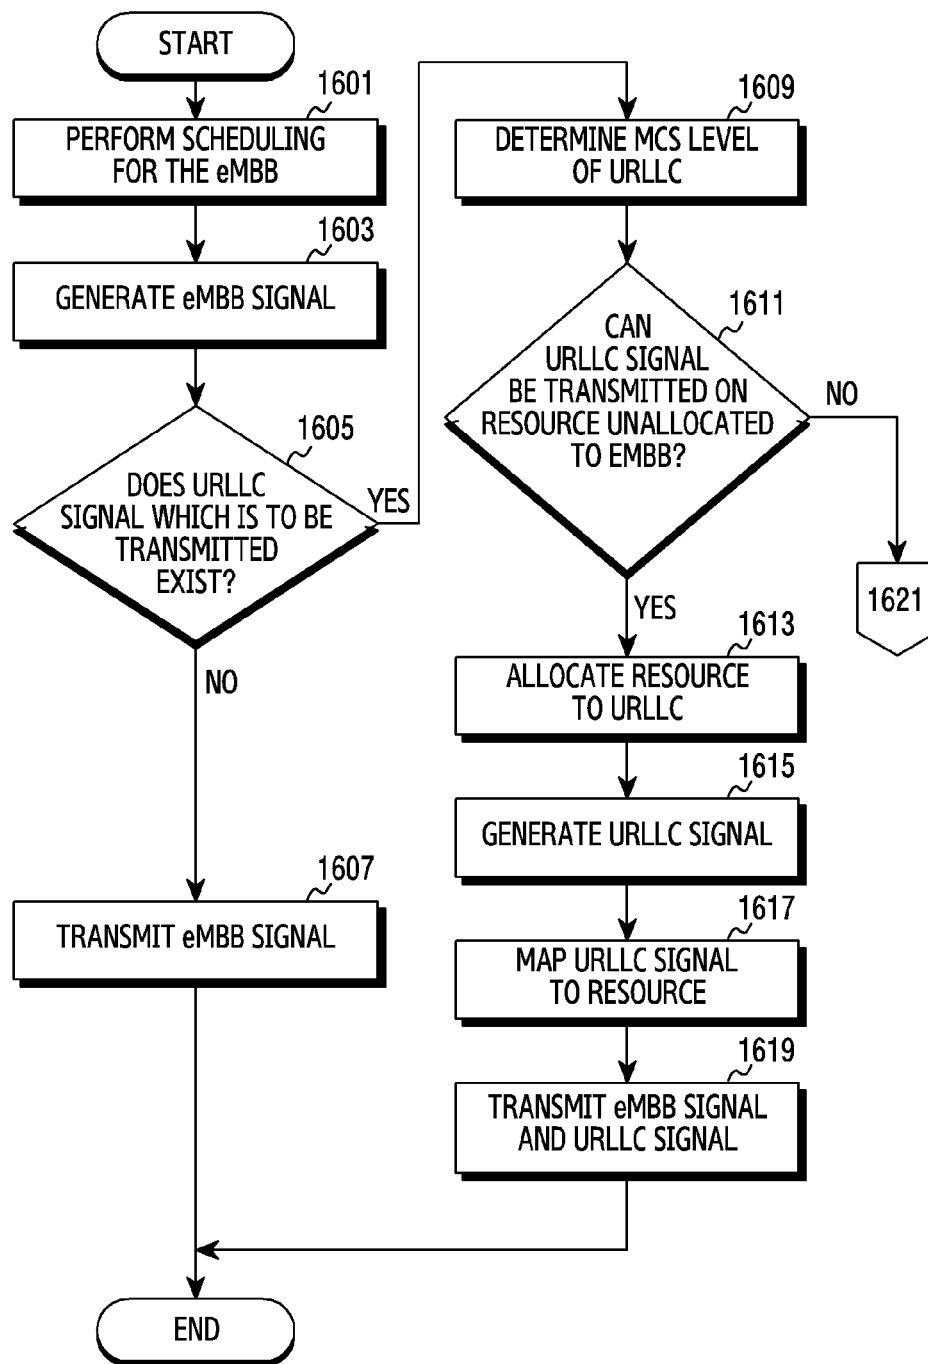 START
1601
PERFORM SCHEDULING
FOR THE eMBB
1603
GENERATE eMBB SIGNAL
1605
DOES URLLC
SIGNAL WHICH IS TO BE
TRANSMITTED
EXIST?
YES
NO
1607
TRANSMIT eMBB SIGNAL
1609
DETERMINE MCS LEVEL
OF URLLC
1611
CAN
URLLC SIGNAL
BE TRANSMITTED ON
RESOURCE UNALLOCATED
TO EMBB?
NO
1621
YES
1613
ALLOCATE RESOURCE
TO URLLC
1615
GENERATE URLLC SIGNAL
1617
MAP URLLC SIGNAL
TO RESOURCE
1619
TRANSMIT eMBB SIGNAL
AND URLLC SIGNAL
END